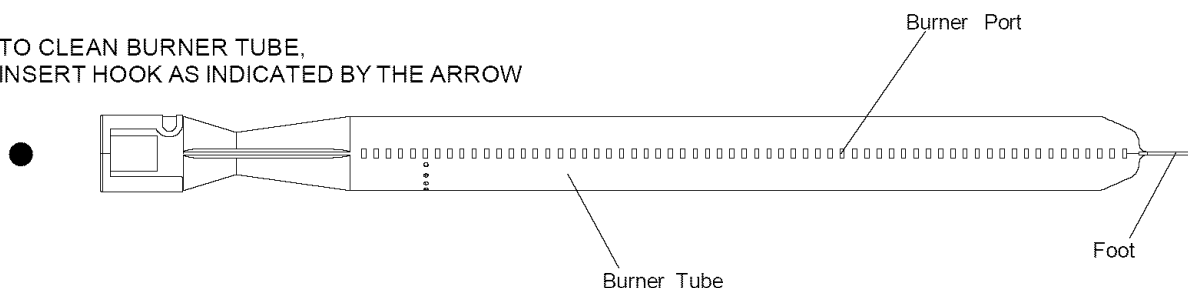 Burner Port
TO CLEAN BURNER TUBE,
INSERT HOOK AS INDICATED BY THE ARROW
Foot
Burner Tube